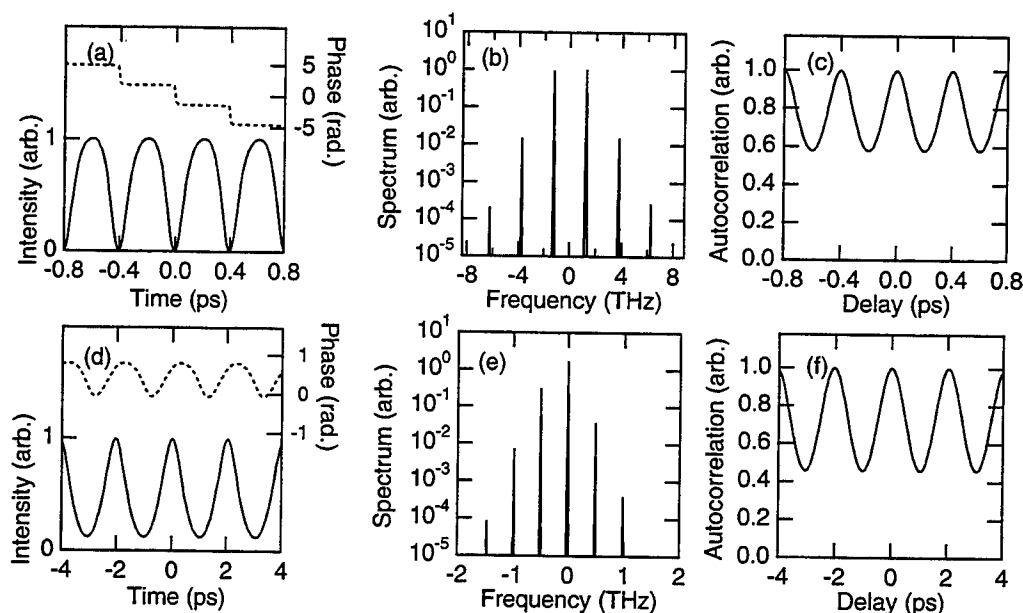 (a)
Intensity (arb.)
1
0
Phase (rad.)
5
0
-5
-0.8 -0.4 0.0 0.4 0.8
Time (ps)
(b)
Spectrum (arb.)
10^1
10^0
10^-1
10^-2
10^-3
10^-4
10^-5
-8 -4 0 4 8
Frequency (THz)
(c)
Autocorrelation (arb.)
1.0
0.8
0.6
0.4
0.2
0.0
-0.8 -0.4 0.0 0.4 0.8
Delay (ps)
(d)
Intensity (arb.)
1
0
Phase (rad.)
1
0
-1
-4 -2 0 2 4
Time (ps)
(e)
Spectrum (arb.)
10^1
10^0
10^-1
10^-2
10^-3
10^-4
10^-5
-2 -1 0 1 2
Frequency (THz)
(f)
Autocorrelation (arb.)
1.0
0.8
0.6
0.4
0.2
0.0
-4 -2 0 2 4
Delay (ps)